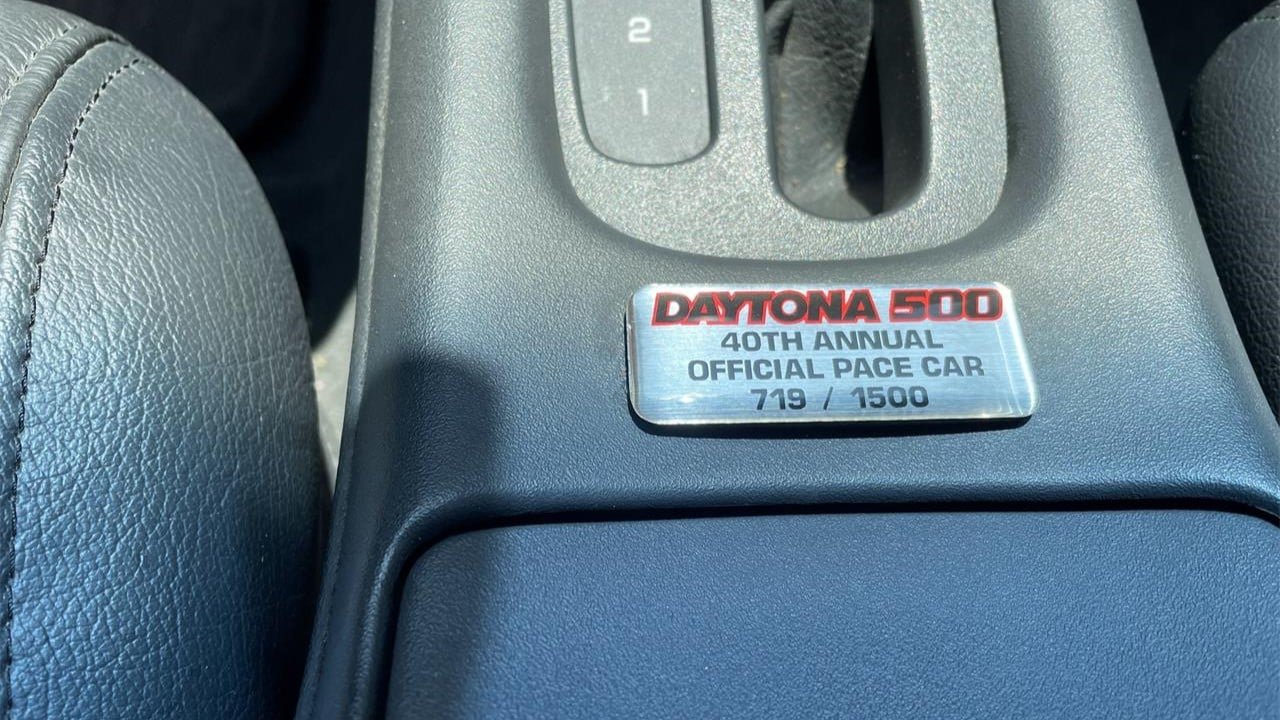 2
1
DAYTONA 500
40TH ANNUAL
OFFICIAL PACE CAR
719 / 1500